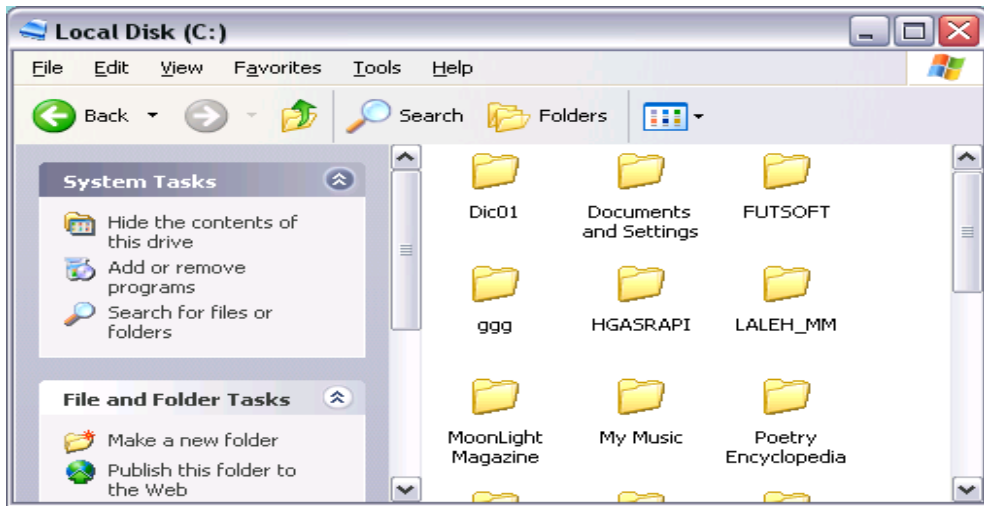 Local Disk (C:)
File Edit View Favorites Tools Help
Back Search Folders
System Tasks
Hide the contents of
this drive
Add or remove
programs
Search for files or
folders
File and Folder Tasks
Make a new folder
Publish this folder to
the Web
Dic01 Documents and Settings FUTSOFT
ggg HGASRAPI LALEH_MM
MoonLight Magazine My Music Poetry Encyclopedia